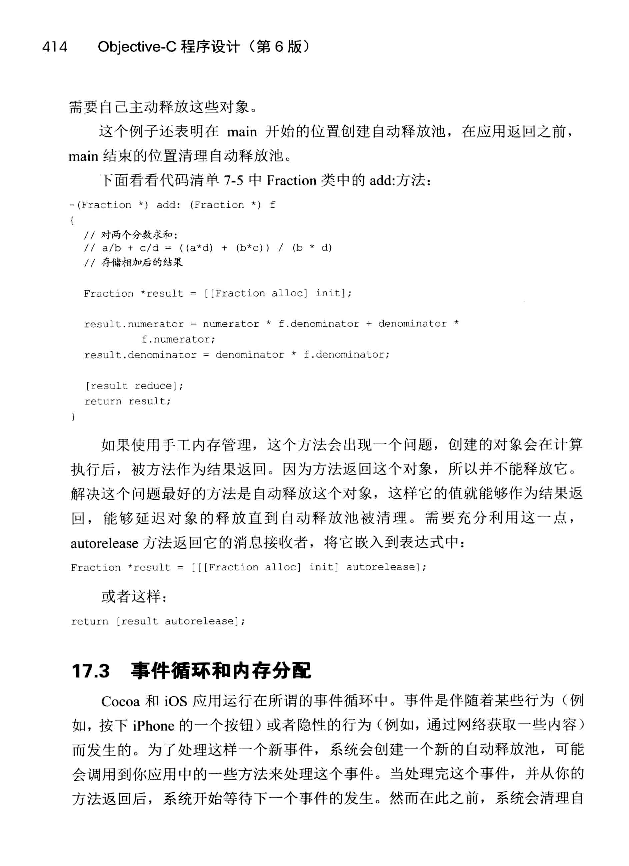 414 Objective-C 程序设计（第 6 版）
需要自己主动释放这些对象。
这个例子还表明在 main 开始的位置创建自动释放池，在应用返回之前，
main 结束的位置清理自动释放池。
下面看看代码清单 7-5 中 Fraction 类中的 add:方法：
-(Fraction *) add: (Fraction *) f
{
// 对两个分数求和：
// a/b + c/d = ((a*d) + (b*c)) / (b * d)
// 存储相加后的结果
Fraction *result = [[Fraction alloc] init];
result.numerator = numerator * f.denominator + denominator *
f.numerator;
result.denominator = denominator * f.denominator;
[result reduce];
return result;
}
如果使用手工内存管理，这个方法会出现一个问题，创建的对象会在计算
执行后，被方法作为结果返回。因为方法返回这个对象，所以并不能释放它。
解决这个问题最好的方法是自动释放这个对象，这样它的值就能够作为结果返
回，能够延迟对象的释放直到自动释放池被清理。需要充分利用这一点，
autorelease 方法返回它的消息接收者，将它嵌入到表达式中：
Fraction *result = [[[Fraction alloc] init] autorelease];
或者这样：
return [result autorelease];
17.3 事件循环和内存分配
Cocoa 和 iOS 应用运行在所谓的事件循环中。事件是伴随着某些行为（例
如，按下 iPhone 的一个按钮）或者隐性的行为（例如，通过网络获取一些内容）
而发生的。为了处理这样一个新事件，系统会创建一个新的自动释放池，可能
会调用到你应用中的一些方法来处理这个事件。当处理完这个事件，并从你的
方法返回后，系统开始等待下一个事件的发生。然而在此之前，系统会清理自